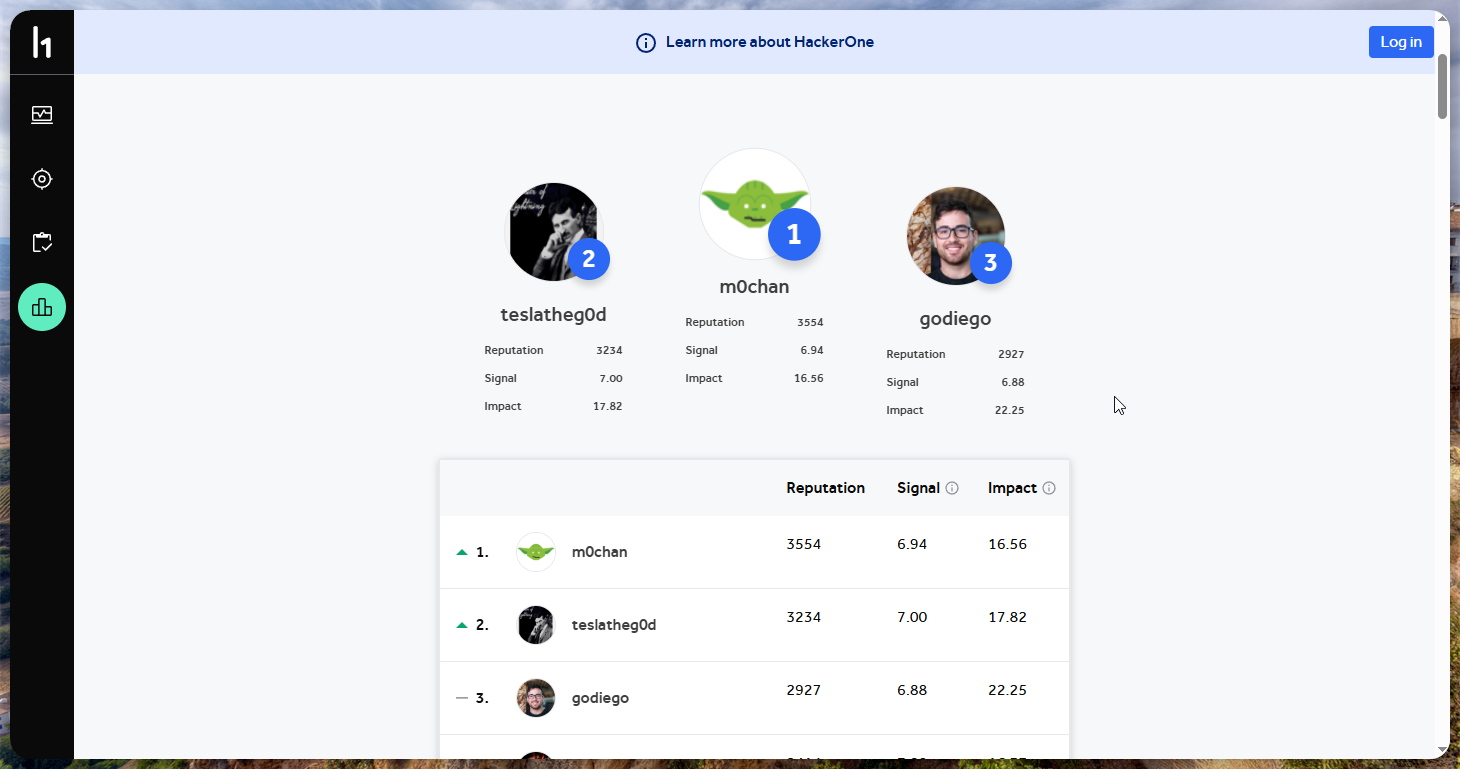 Learn more about HackerOne
Log in
1
2
3
m0chan
teslatheg0d
godiego
Reputation 3234
Signal 7.00
Impact 17.82
Reputation 3554
Signal 6.94
Impact 16.56
Reputation 2927
Signal 6.88
Impact 22.25
Reputation Signal Impact
1. m0chan 3554 6.94 16.56
2. teslatheg0d 3234 7.00 17.82
3. godiego 2927 6.88 22.25